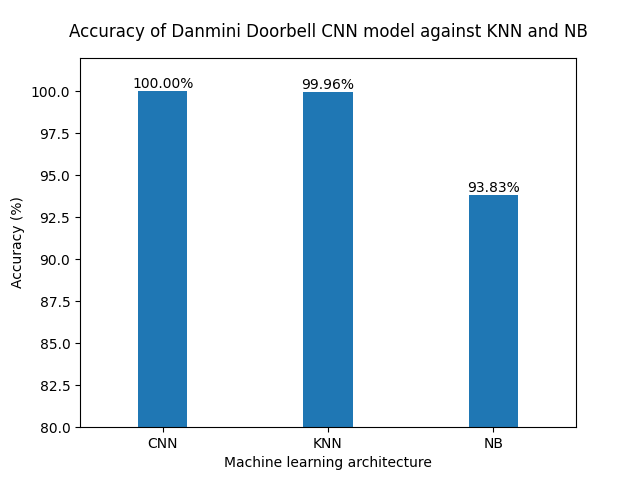 Accuracy of Danmini Doorbell CNN model against KNN and NB
100.00%
99.96%
93.83%
100.0
97.5
95.0
92.5
90.0
87.5
85.0
82.5
80.0
Accuracy (%)
CNN
KNN
NB
Machine learning architecture